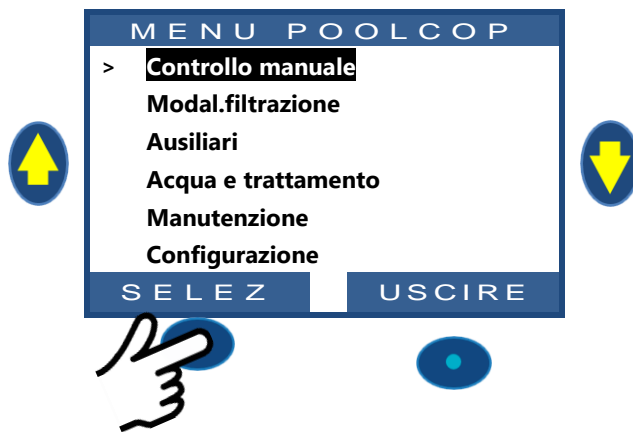 MENU POOLCOP
> Controllo manuale
Modal.filtrazione
Ausiliari
Acqua e trattamento
Manutenzione
Configurazione
SELEZ USCIRE